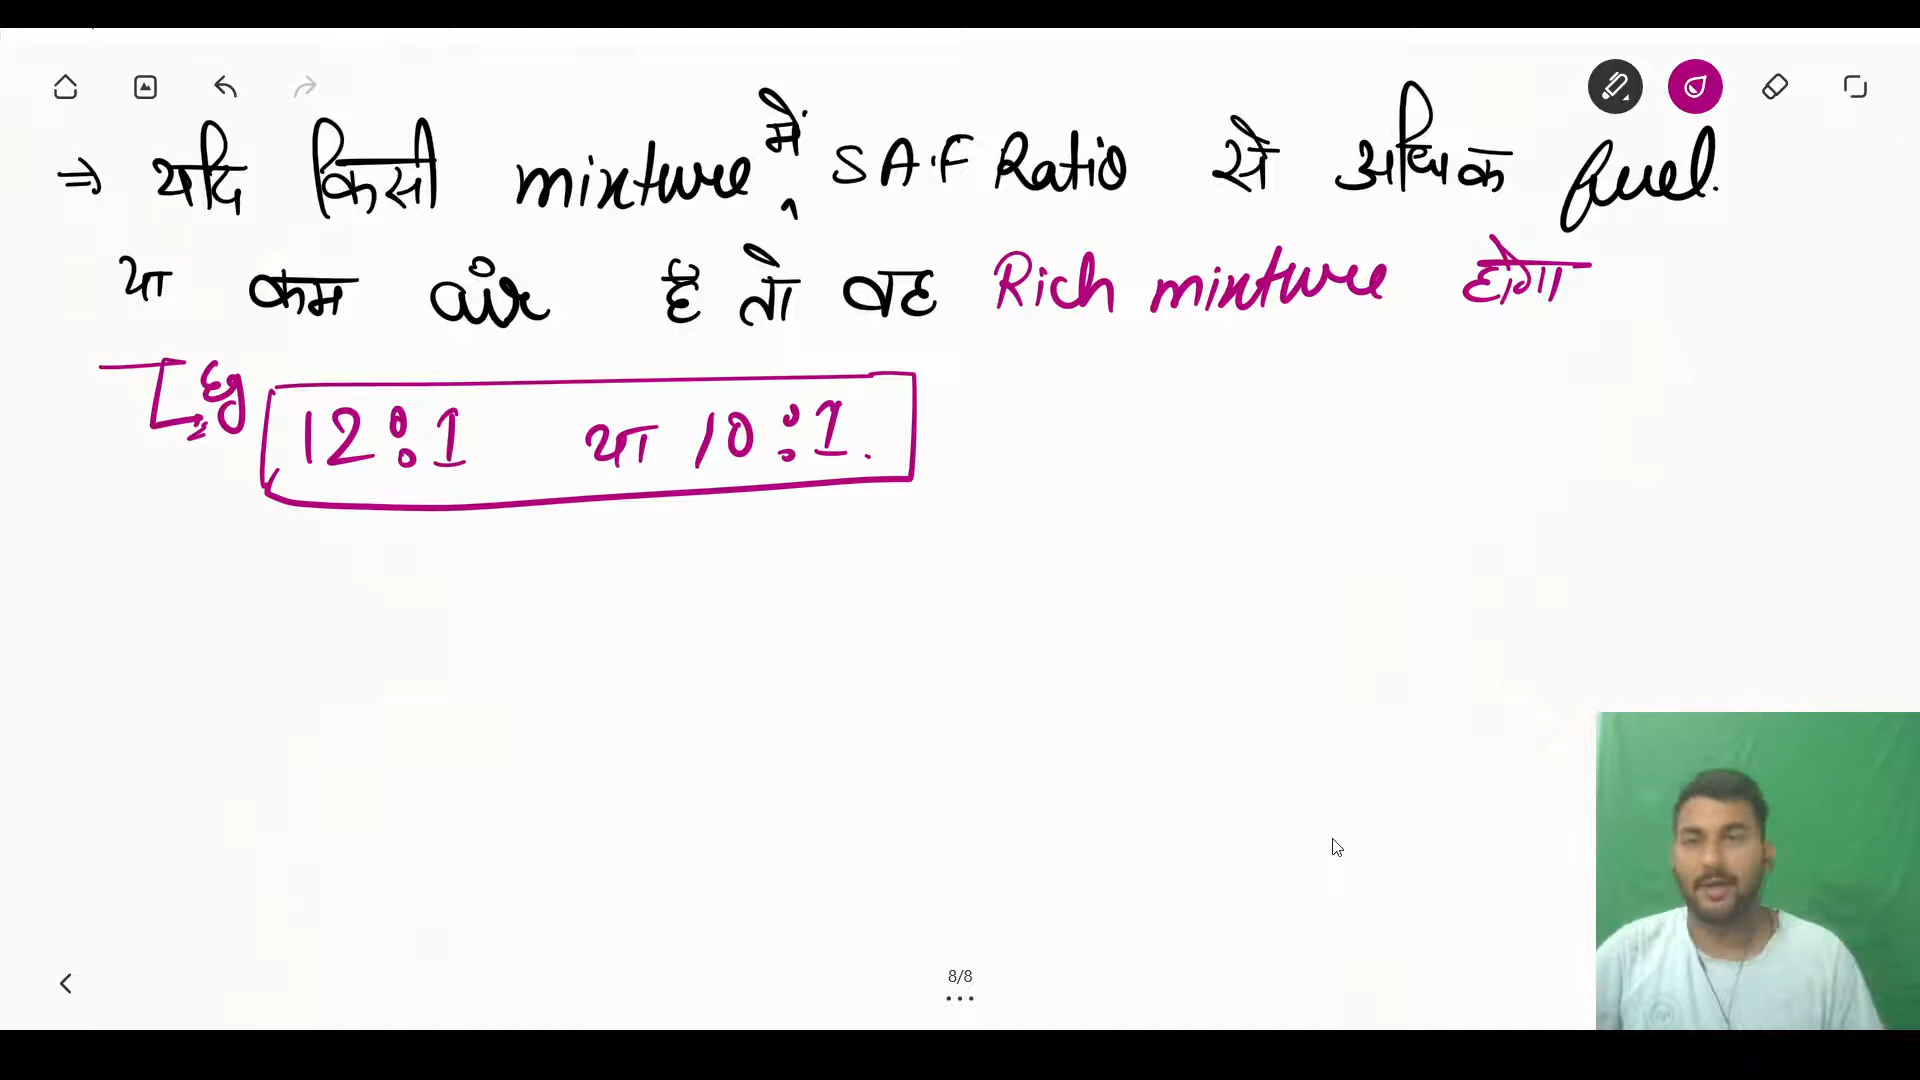 ⇒ यदि किसी mixture में S A.F Ratio से अधिक fuel.
या कम air है तो वह Rich mixture होगा
Eg 12:1 या 10:1.
8/8